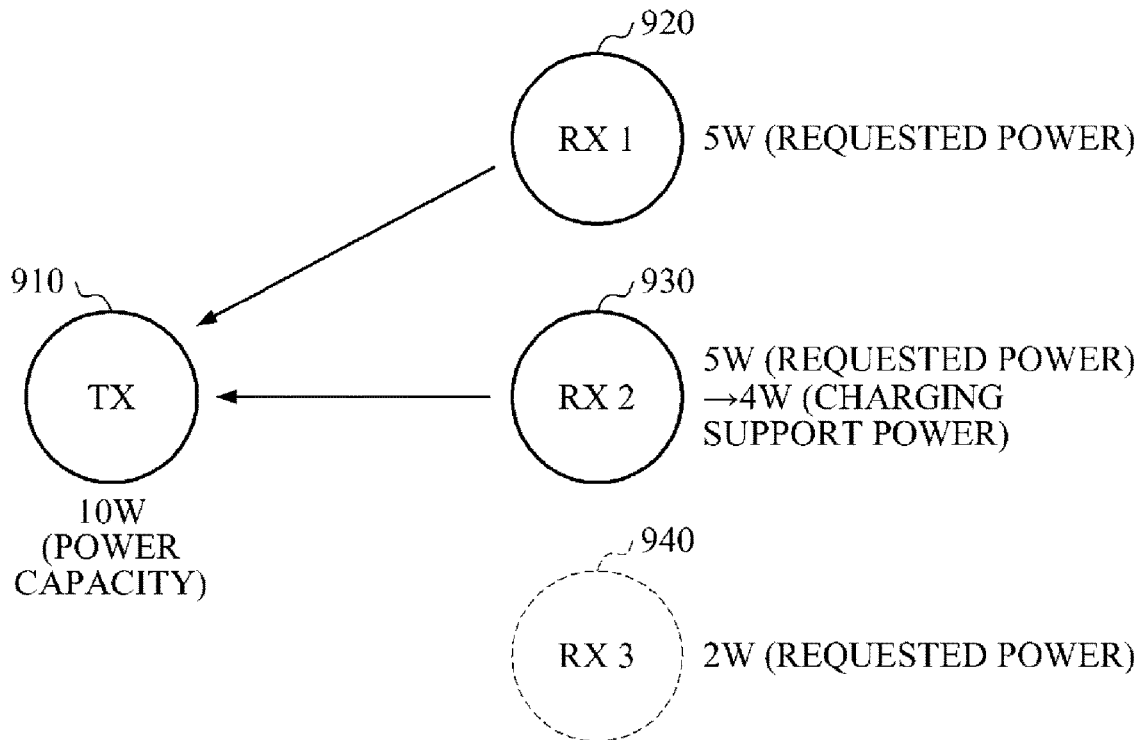 920
RX 1
5W (REQUESTED POWER)
910
TX
10W
(POWER
CAPACITY)
930
RX 2
5W (REQUESTED POWER)
→4W (CHARGING
SUPPORT POWER)
940
RX 3
2W (REQUESTED POWER)